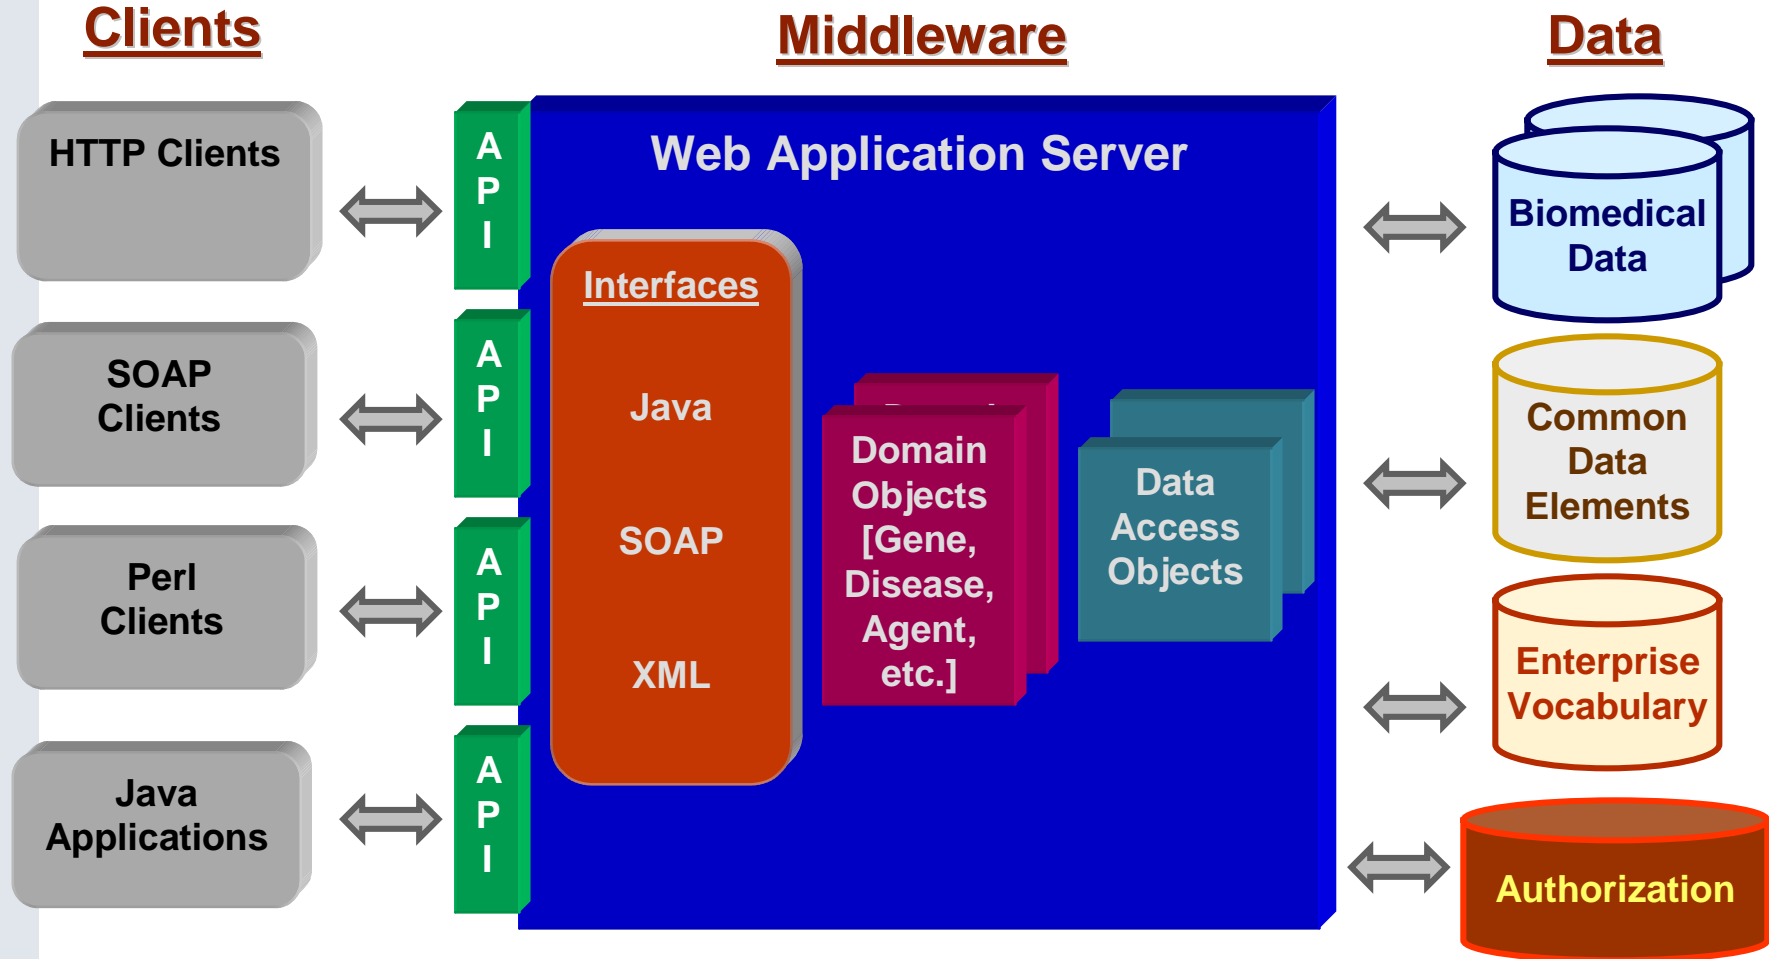 Clients
Middleware
Data
HTTP Clients
SOAP
Clients
Perl
Clients
Java
Applications
A
P
I
A
P
I
A
P
I
A
P
I
Web Application Server
Interfaces
Java
SOAP
XML
Domain
Objects
[Gene,
Disease,
Agent,
etc.]
Data
Access
Objects
Biomedical
Data
Common
Data
Elements
Enterprise
Vocabulary
Authorization